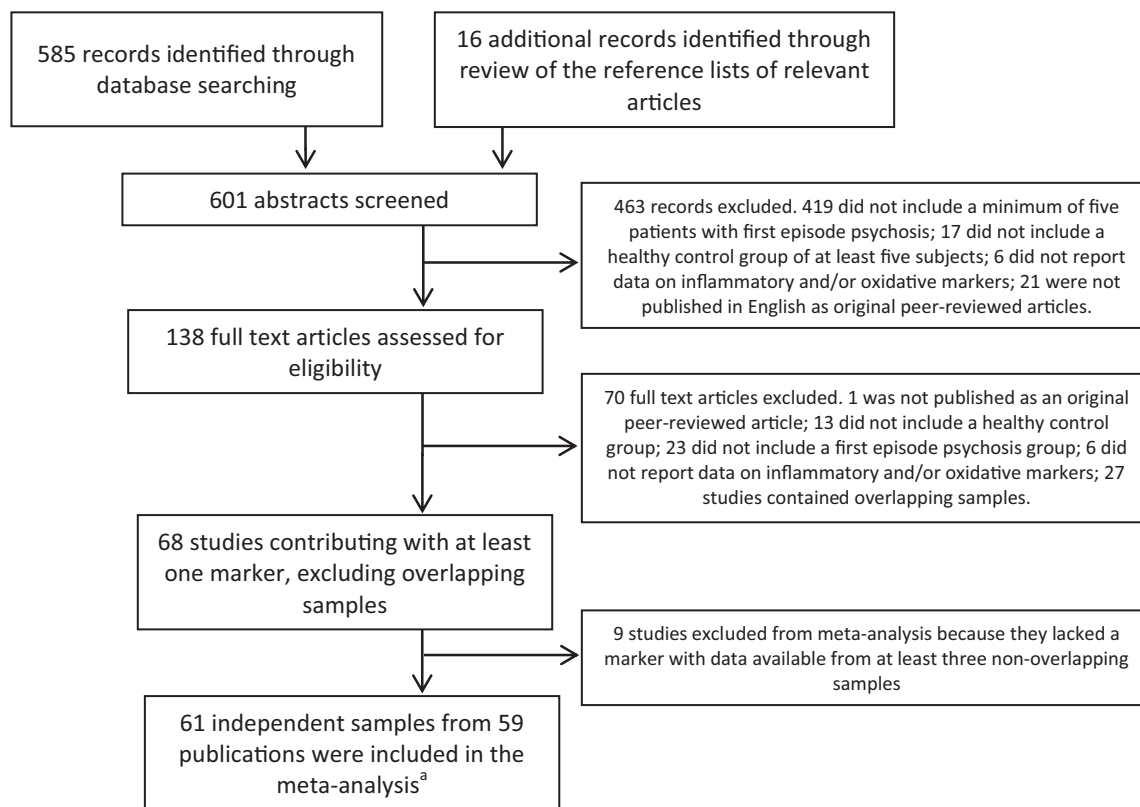 585 records identified through
database searching
16 additional records identified through
review of the reference lists of relevant
articles
601 abstracts screened
463 records excluded. 419 did not include a minimum of five
patients with first episode psychosis; 17 did not include a
healthy control group of at least five subjects; 6 did not report
data on inflammatory and/or oxidative markers; 21 were not
published in English as original peer-reviewed articles.
138 full text articles assessed for
eligibility
70 full text articles excluded. 1 was not published as an original
peer-reviewed article; 13 did not include a healthy control
group; 23 did not include a first episode psychosis group; 6 did
not report data on inflammatory and/or oxidative markers; 27
studies contained overlapping samples.
68 studies contributing with at least
one marker, excluding overlapping
samples
9 studies excluded from meta-analysis because they lacked a
marker with data available from at least three non-overlapping
samples
61 independent samples from 59
publications were included in the
meta-analysis^a